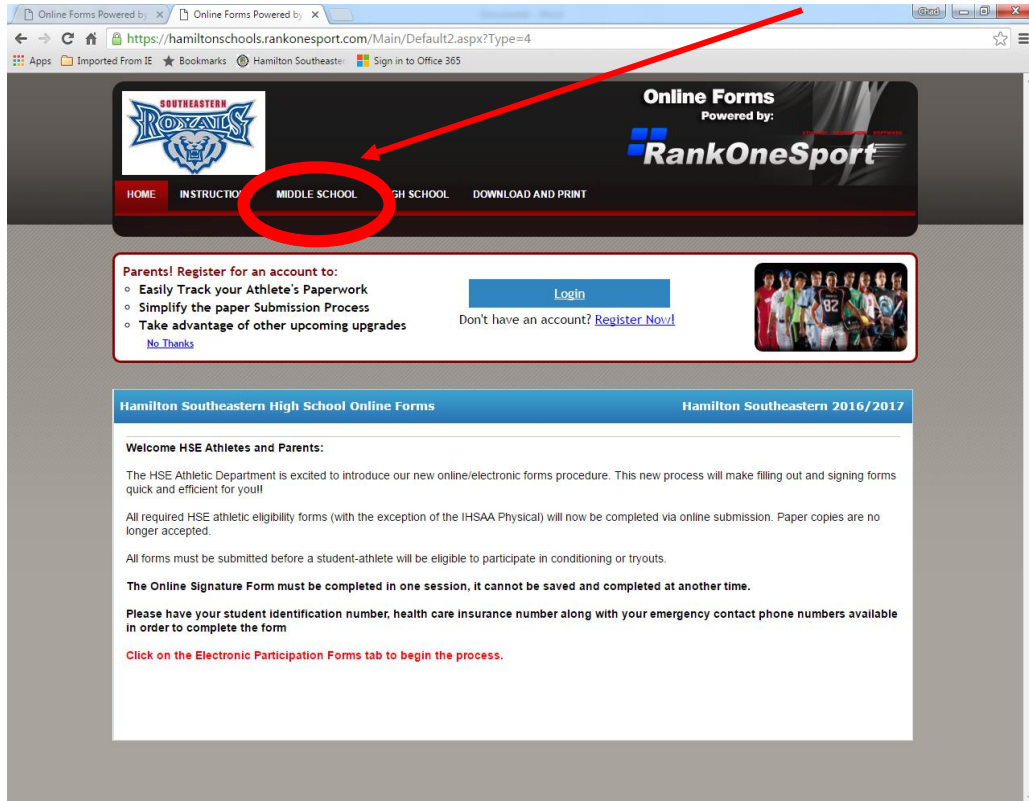 Online Forms Powered by
Online Forms Powered by
Chad
https://hamiltonschools.rankonesport.com/Main/Default2.aspx?Type=4
Apps Imported From IE Bookmarks Hamilton Southeaster Sign in to Office 365
SOUTHEASTERN
ROYALS
Online Forms
Powered by:
RankOneSport
HOME INSTRUCTION MIDDLE SCHOOL GH SCHOOL DOWNLOAD AND PRINT
Parents! Register for an account to:
Easily Track your Athlete's Paperwork
Simplify the paper Submission Process
Take advantage of other upcoming upgrades
No Thanks
Login
Don't have an account? Register Now!
82
Hamilton Southeastern High School Online Forms Hamilton Southeastern 2016/2017
Welcome HSE Athletes and Parents:
The HSE Athletic Department is excited to introduce our new online/electronic forms procedure. This new process will make filling out and signing forms
quick and efficient for you!!
All required HSE athletic eligibility forms (with the exception of the IHSAA Physical) will now be completed via online submission. Paper copies are no
longer accepted.
All forms must be submitted before a student-athlete will be eligible to participate in conditioning or tryouts.
The Online Signature Form must be completed in one session, it cannot be saved and completed at another time.
Please have your student identification number, health care insurance number along with your emergency contact phone numbers available
in order to complete the form
Click on the Electronic Participation Forms tab to begin the process.